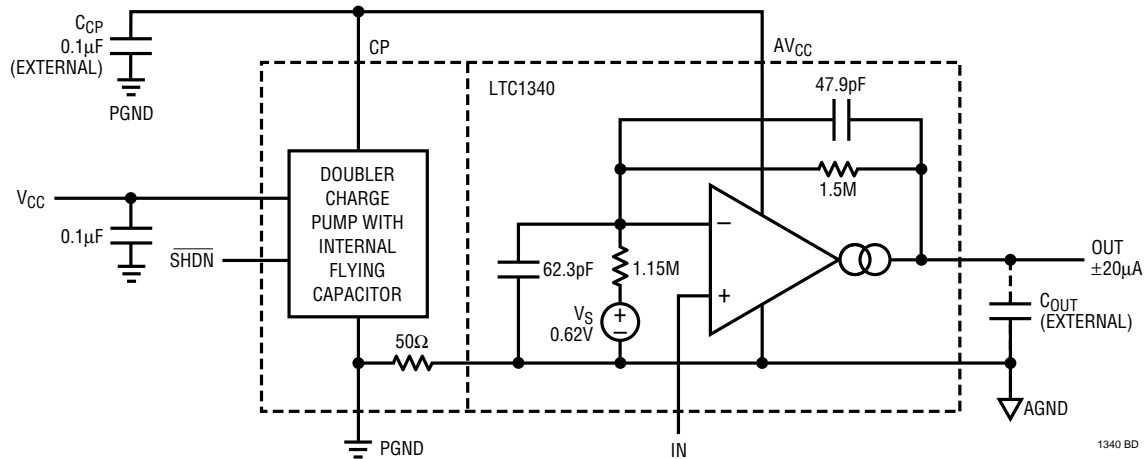 C_CP
0.1µF
(EXTERNAL)
PGND
CP
AV_CC
LTC1340
47.9pF
1.5M
V_CC
0.1µF
SHDN
DOUBLER
CHARGE
PUMP WITH
INTERNAL
FLYING
CAPACITOR
62.3pF
1.15M
−
+
V_S
0.62V
+
−
OUT
±20µA
C_OUT
(EXTERNAL)
50Ω
PGND
IN
AGND
1340 BD